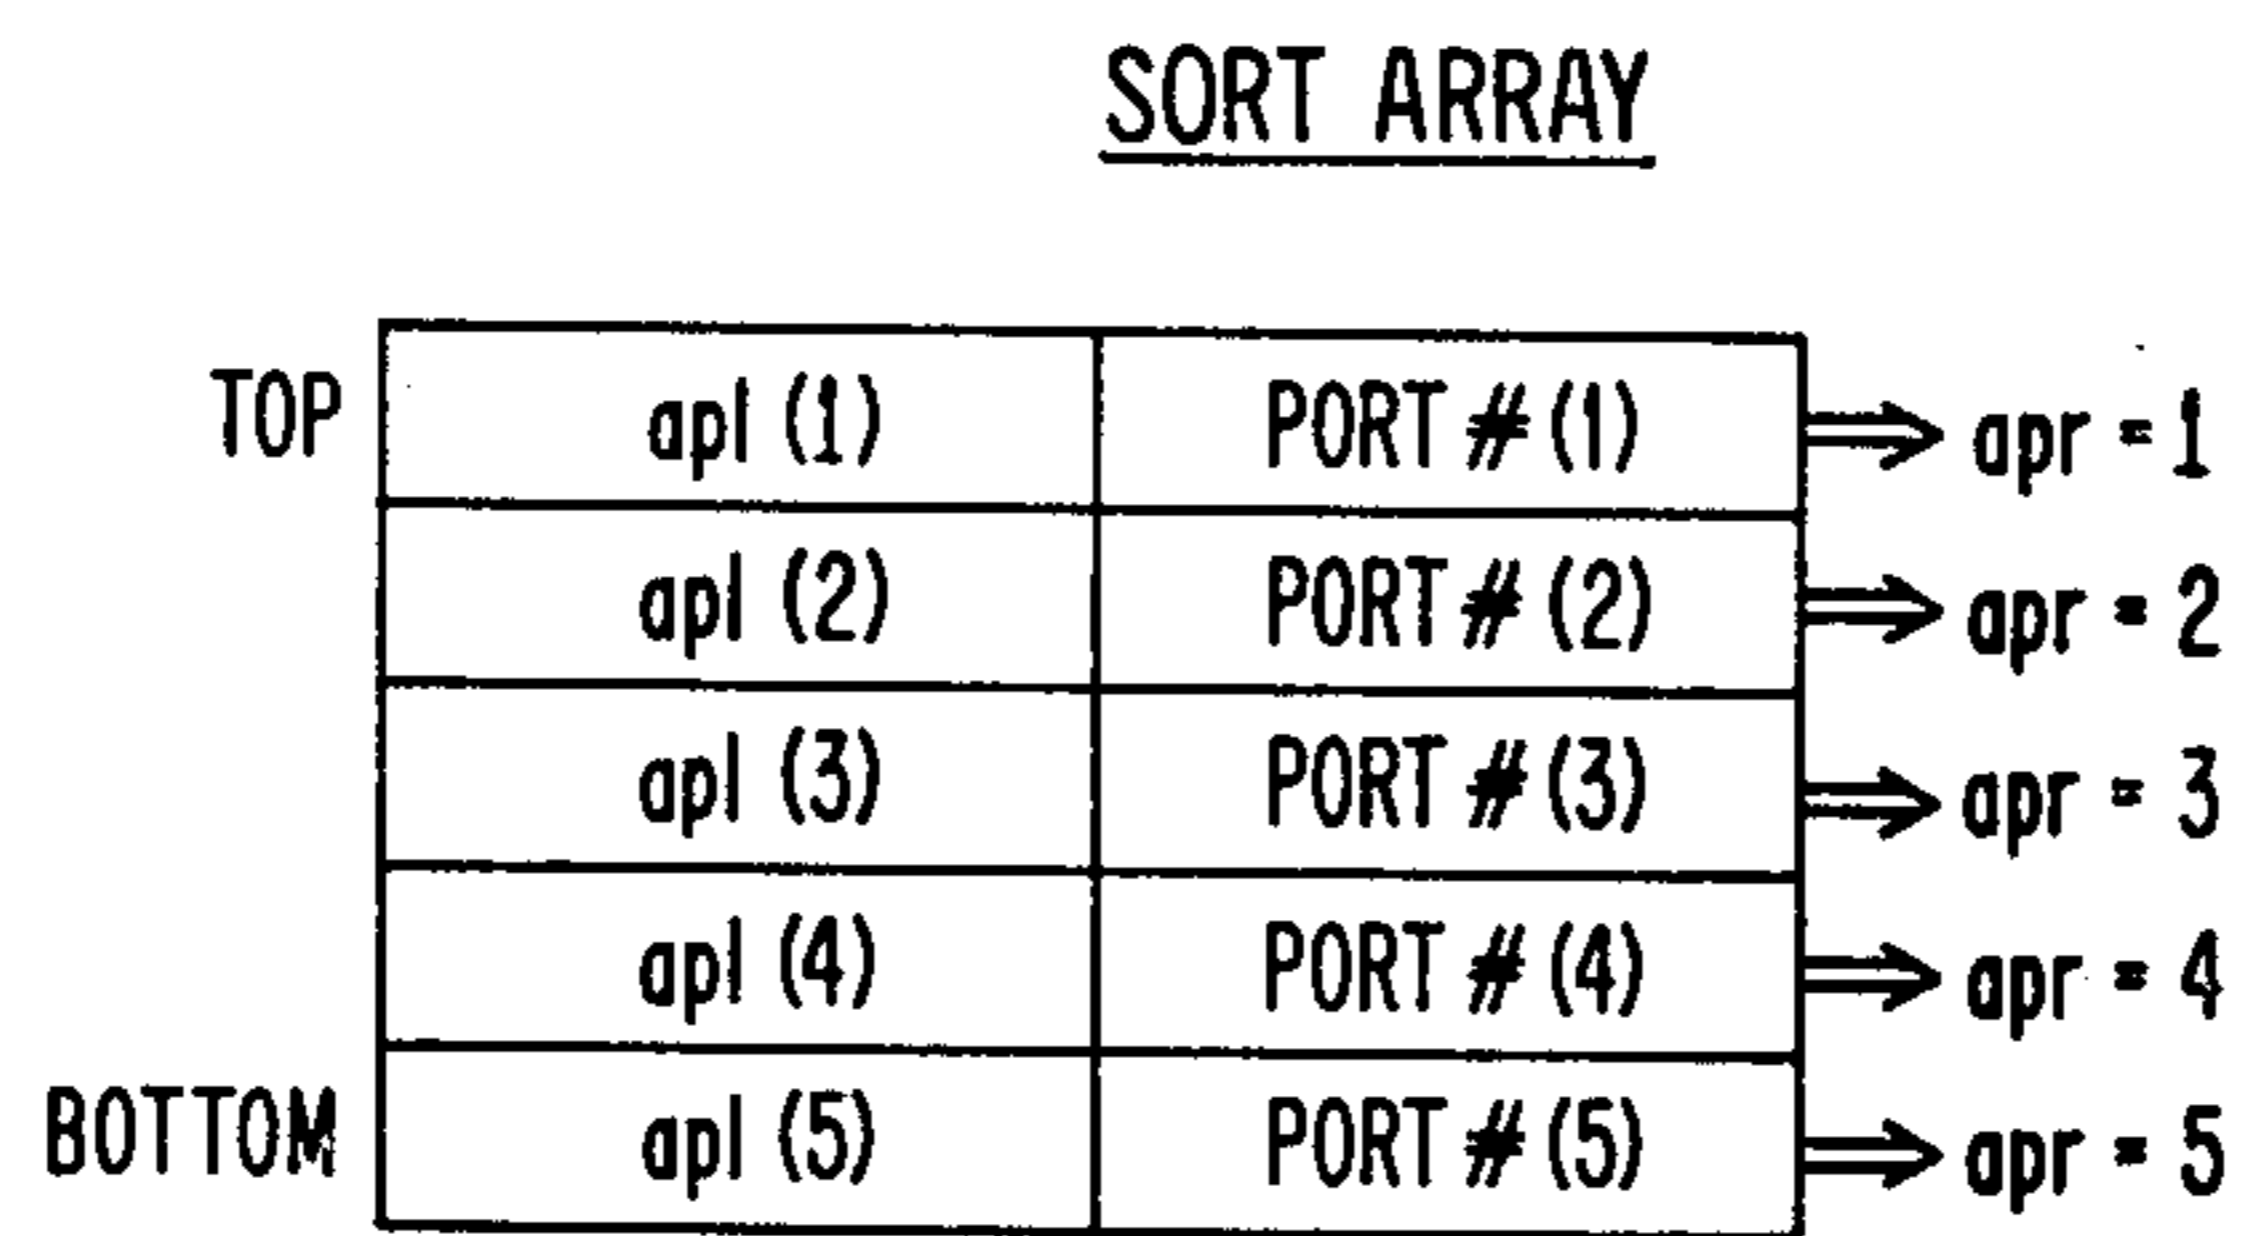 SORT ARRAY
TOP apl (1) PORT # (1) apr = 1
apl (2) PORT # (2) apr = 2
apl (3) PORT # (3) apr = 3
apl (4) PORT # (4) apr = 4
BOTTOM apl (5) PORT # (5) apr = 5